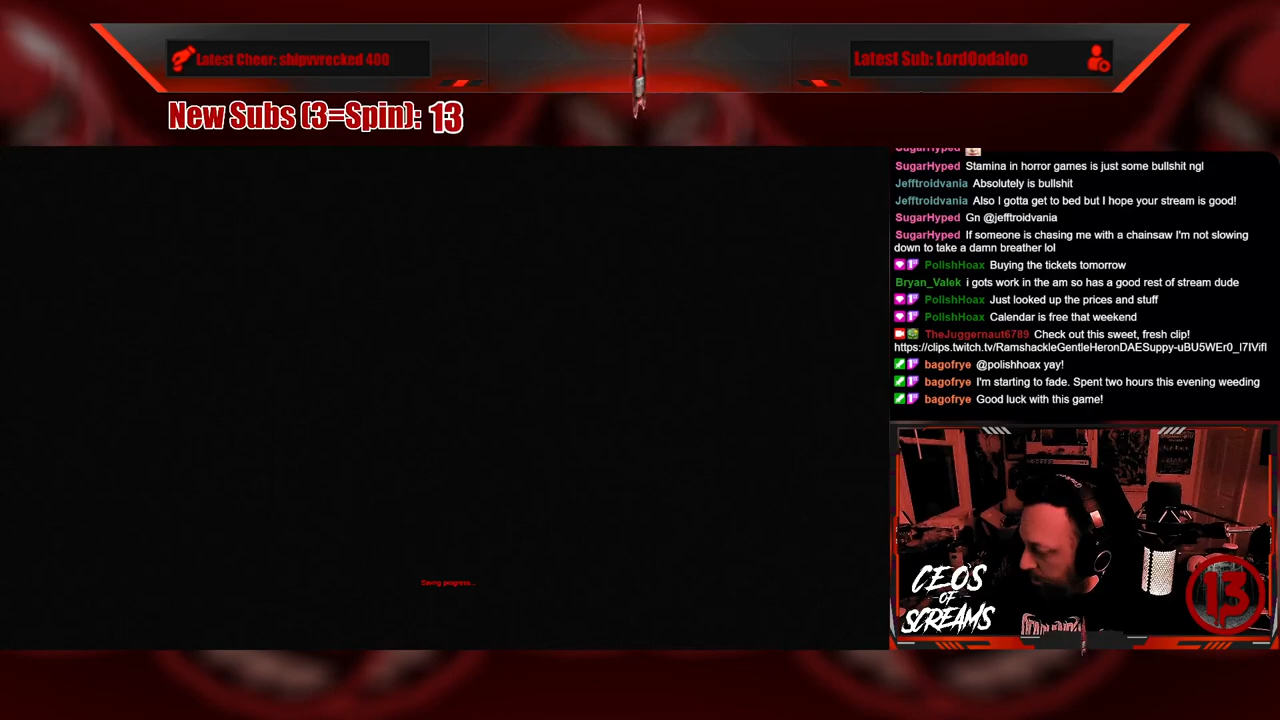 Latest Cheer: shipvvrecked 400
Latest Sub: LordOodaloo
New Subs (3=Spin): 13
SugarHyped
SugarHyped Stamina in horror games is just some bullshit ngl
Jefftroidvania Absolutely is bullshit
Jefftroidvania Also I gotta get to bed but I hope your stream is good!
SugarHyped Gn @jefftroidvania
SugarHyped If someone is chasing me with a chainsaw I'm not slowing
down to take a damn breather lol
PolishHoax Buying the tickets tomorrow
Bryan_Valek i gots work in the am so has a good rest of stream dude
PolishHoax Just looked up the prices and stuff
PolishHoax Calendar is free that weekend
TheJuggernaut6789 Check out this sweet, fresh clip!
https://clips.twitch.tv/RamshackleGentleHeronDAESuppy-uBU5WEr0_l7IVifI
bagofrye @polishhoax yay!
bagofrye I'm starting to fade. Spent two hours this evening weeding
bagofrye Good luck with this game!
Saving progress...
CEO'S
OF
SCREAMS
13